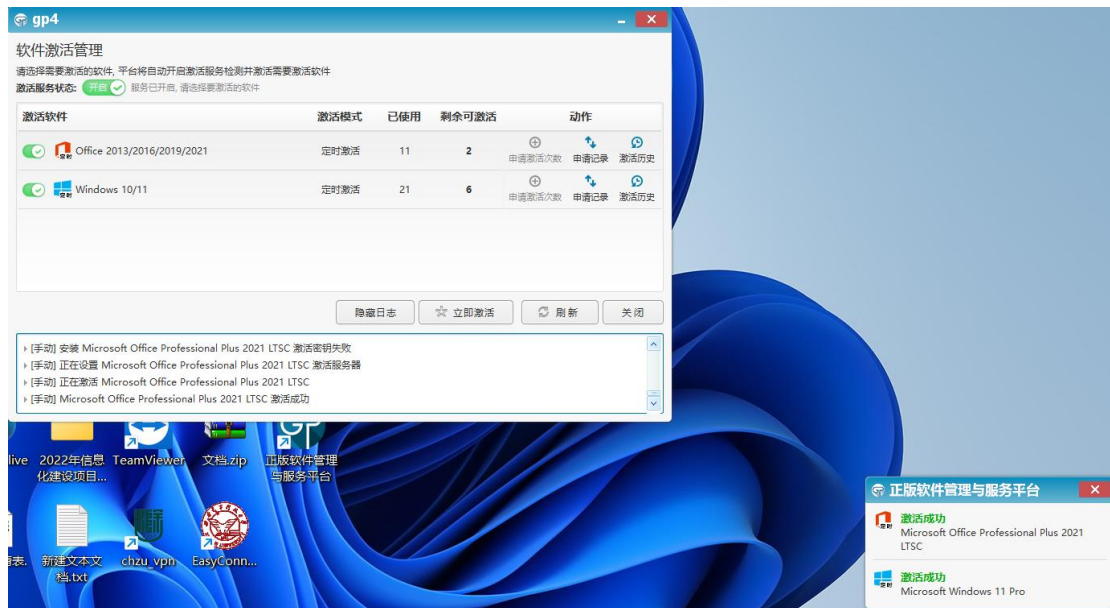 gp4
软件激活管理
请选择需要激活的软件, 平台将自动开启激活服务检测并激活需要激活软件
激活服务状态: 开启 服务已开启, 请选择要激活的软件
激活软件 激活模式 已使用 剩余可激活 动作
定时 Office 2013/2016/2019/2021 定时激活 11 2 申请激活次数 申请记录 激活历史
定时 Windows 10/11 定时激活 21 6 申请激活次数 申请记录 激活历史
隐藏日志 立即激活 刷新 关闭
[手动] 安装 Microsoft Office Professional Plus 2021 LTSC 激活密钥失败
[手动] 正在设置 Microsoft Office Professional Plus 2021 LTSC 激活服务器
[手动] 正在激活 Microsoft Office Professional Plus 2021 LTSC
[手动] Microsoft Office Professional Plus 2021 LTSC 激活成功
GP
live 2022年信息 TeamViewer 文档.zip 正版软件管理
化建设项目... 与服务平台
表. 新建文本文 chzu_vpn EasyConn...
档.txt
正版软件管理与服务平台
激活成功
定时 Microsoft Office Professional Plus 2021
LTSC
激活成功
定时 Microsoft Windows 11 Pro